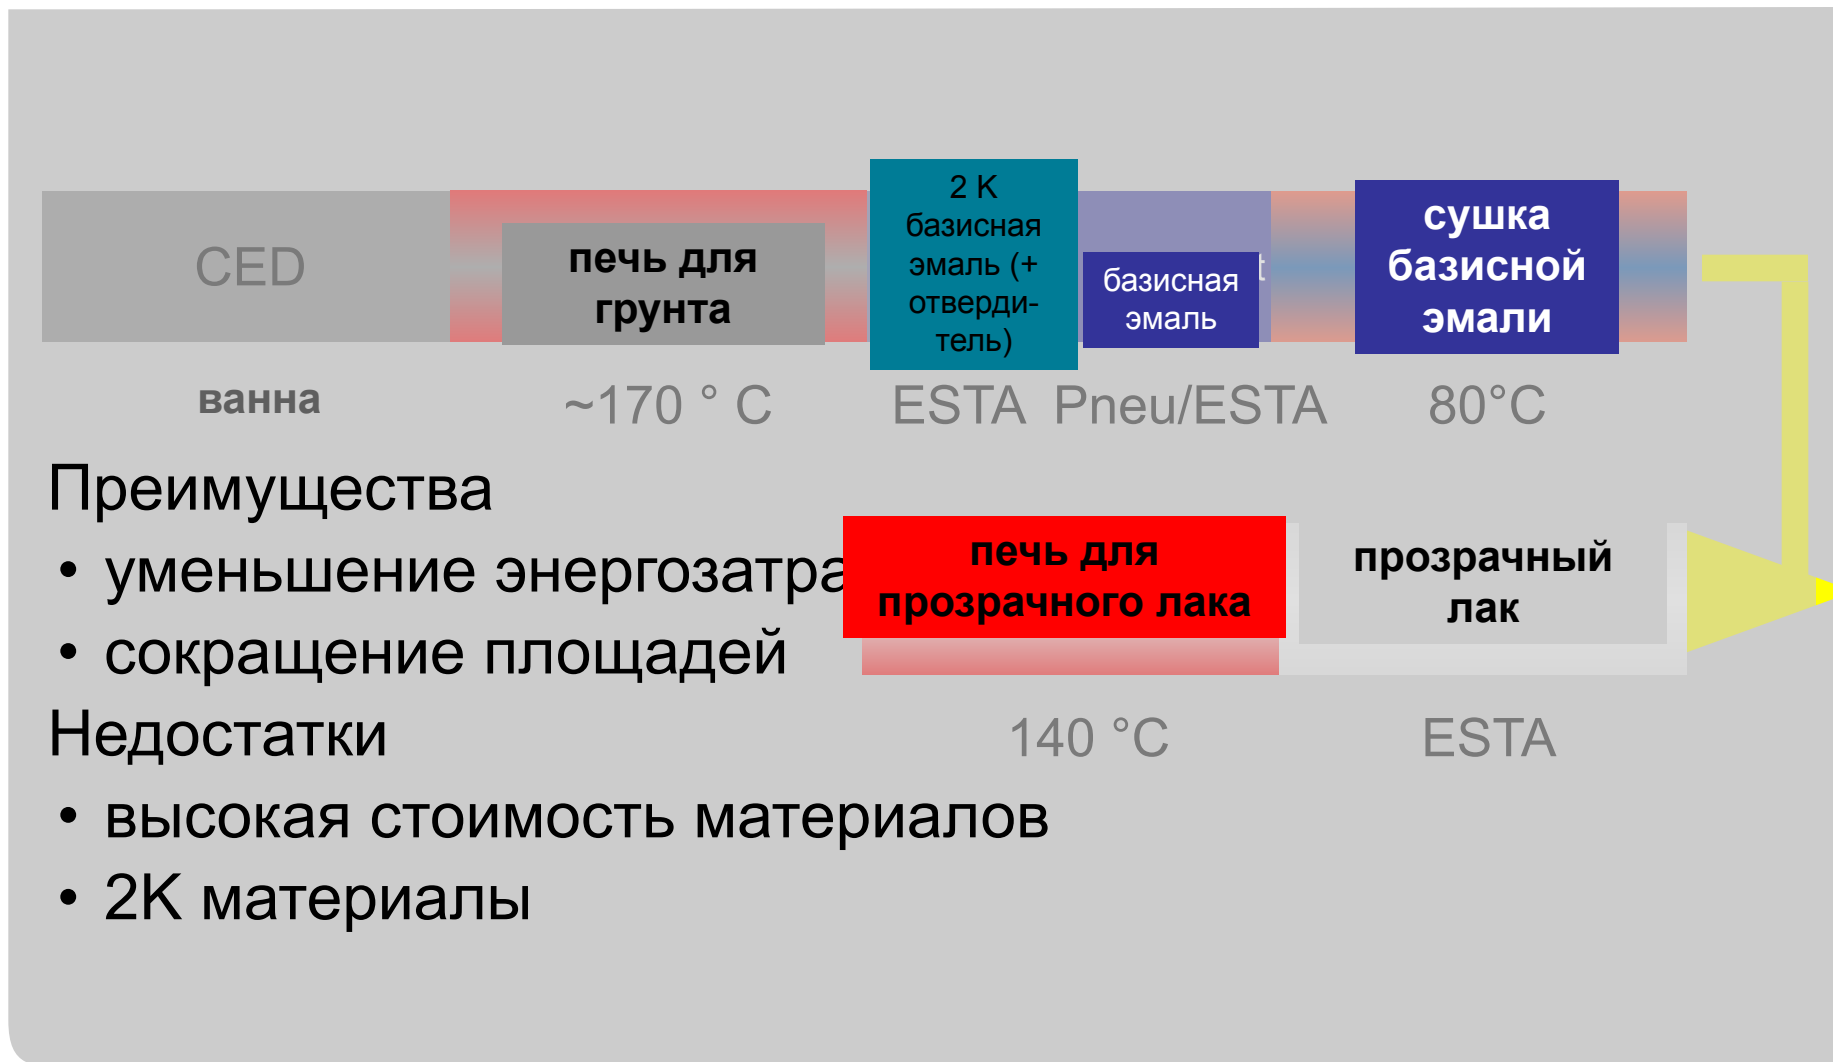 CED
печь для
грунта
2 K
базисная
эмаль (+
отверди-
тель)
базисная
эмаль
сушка
базисной
эмали
ванна
~170 ° C
ESTA
Pneu/ESTA
80°C
Преимущества
• уменьшение энергозатра
• сокращение площадей
печь для
прозрачного лака
прозрачный
лак
140 °C
ESTA
Недостатки
• высокая стоимость материалов
• 2K материалы